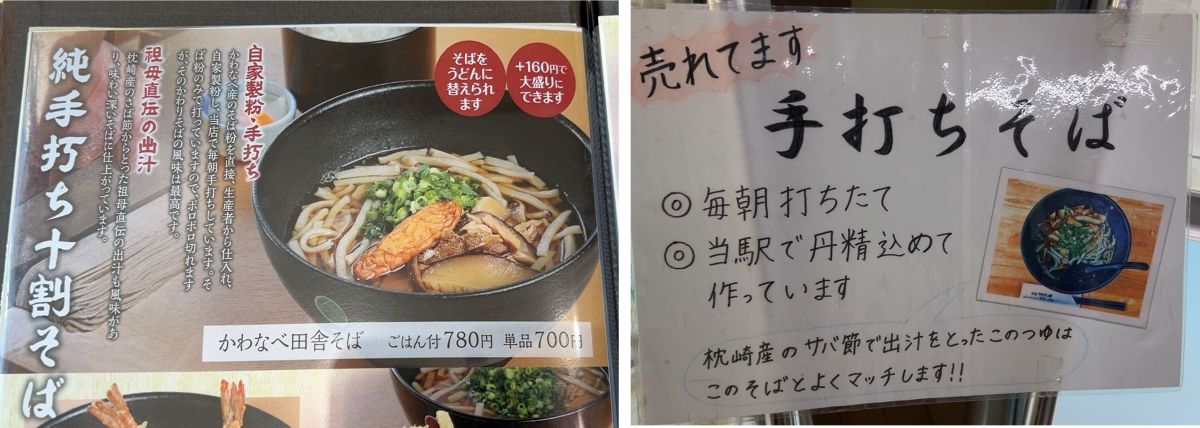 純手打ち十割そば
自家製粉・手打ち
かわなべ産のそば粉を直接、生産者から仕入れ、
自家製粉し、当店で毎朝手打ちしています。そ
ば粉のみで打っていますので、ボロボロ切れます
が、そのかわりそばの風味は最高です。
祖母直伝の出汁
枕崎産のさば節からとった祖母直伝の出汁も風味があ
り、味わい深いそばに仕上がっています。
そばを
うどんに
替えられ
ます
+160円で
大盛りに
できます
かわなべ田舎そば ごはん付780円 単品700円
売れてます
手打ちそば
◎ 毎朝打ちたて
◎ 当駅で丹精込めて
作っています
枕崎産のサバ節で出汁をとったこのつゆは
このそばとよくマッチします!!